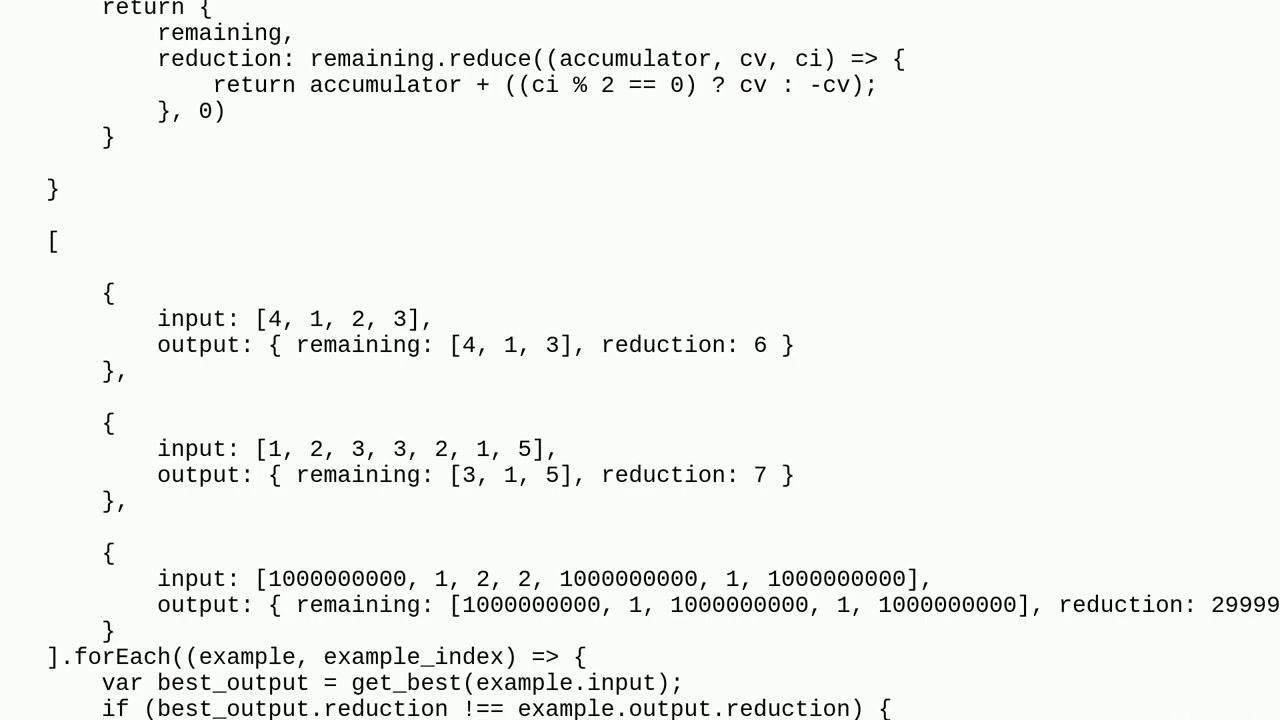 return {
remaining,
reduction: remaining.reduce((accumulator, cv, ci) => {
return accumulator + ((ci % 2 == 0) ? cv : -cv);
}, 0)
}
}
[
{
input: [4, 1, 2, 3],
output: { remaining: [4, 1, 3], reduction: 6 }
},
{
input: [1, 2, 3, 3, 2, 1, 5],
output: { remaining: [3, 1, 5], reduction: 7 }
},
{
input: [1000000000, 1, 2, 2, 1000000000, 1, 1000000000],
output: { remaining: [1000000000, 1, 1000000000, 1, 1000000000], reduction: 29999
}
].forEach((example, example_index) => {
var best_output = get_best(example.input);
if (best_output.reduction !== example.output.reduction) {